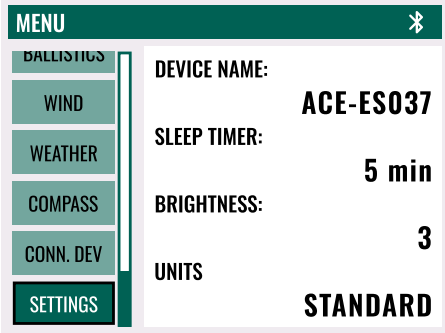 MENU
BALLISTICS
WIND
WEATHER
COMPASS
CONN. DEV
SETTINGS
DEVICE NAME:
ACE-ES037
SLEEP TIMER:
5 min
BRIGHTNESS:
3
UNITS
STANDARD